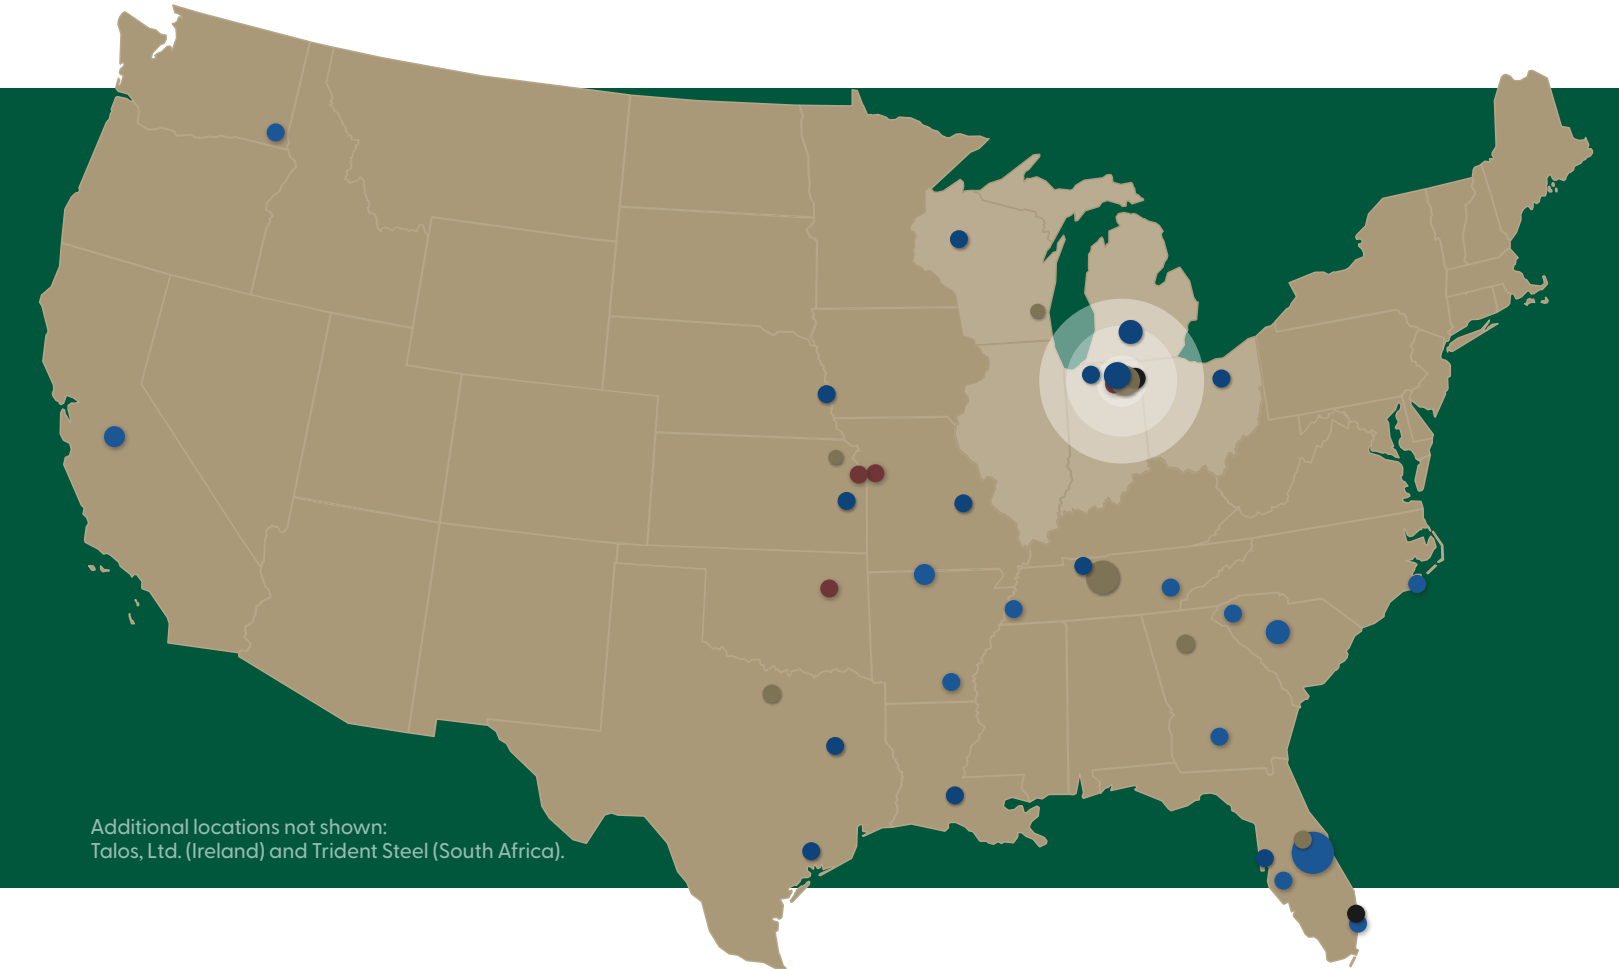 Additional locations not shown:
Talos, Ltd. (Ireland) and Trident Steel (South Africa).